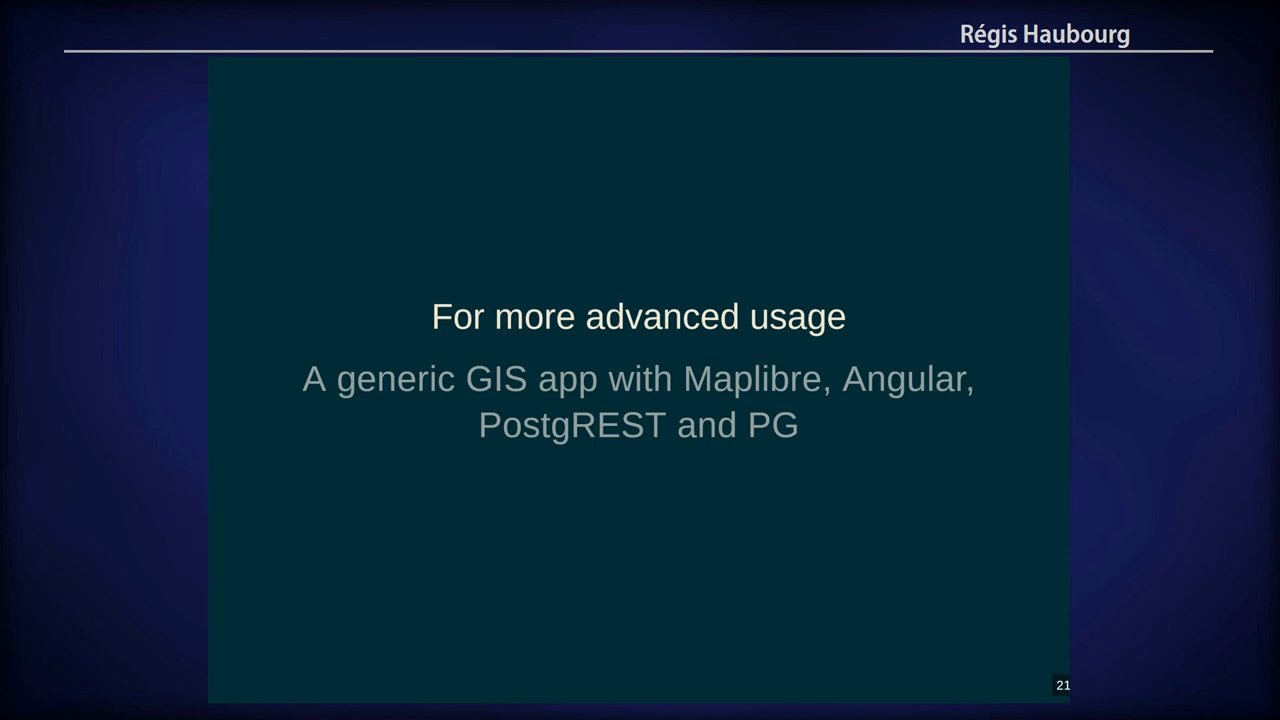 Régis Haubourg
For more advanced usage
A generic GIS app with Maplibre, Angular,
PostgREST and PG
21